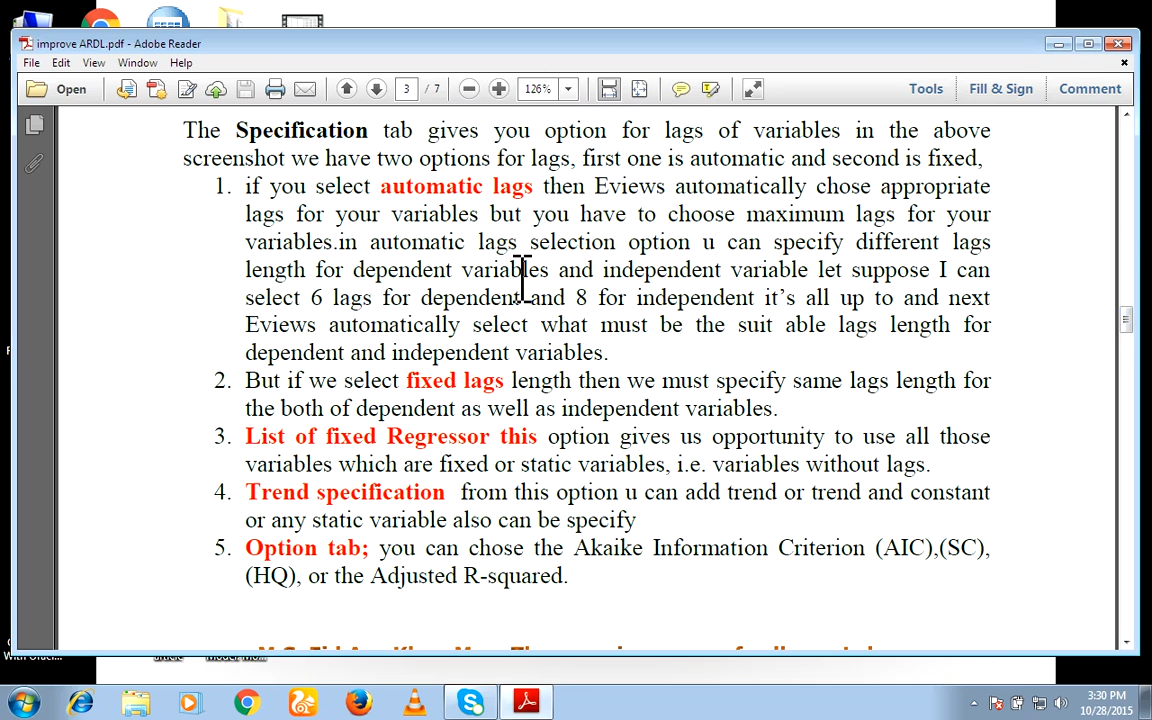 improve ARDL.pdf - Adobe Reader
File Edit View Window Help
Open 3 / 7 126% Tools Fill & Sign Comment
The Specification tab gives you option for lags of variables in the above
screenshot we have two options for lags, first one is automatic and second is fixed,
1. if you select automatic lags then Eviews automatically chose appropriate
lags for your variables but you have to choose maximum lags for your
variables.in automatic lags selection option u can specify different lags
length for dependent variables and independent variable let suppose I can
select 6 lags for dependent and 8 for independent it’s all up to and next
Eviews automatically select what must be the suit able lags length for
dependent and independent variables.
2. But if we select fixed lags length then we must specify same lags length for
the both of dependent as well as independent variables.
3. List of fixed Regressor this option gives us opportunity to use all those
variables which are fixed or static variables, i.e. variables without lags.
4. Trend specification from this option u can add trend or trend and constant
or any static variable also can be specify
5. Option tab; you can chose the Akaike Information Criterion (AIC),(SC),
(HQ), or the Adjusted R-squared.
3:30 PM
10/28/2015